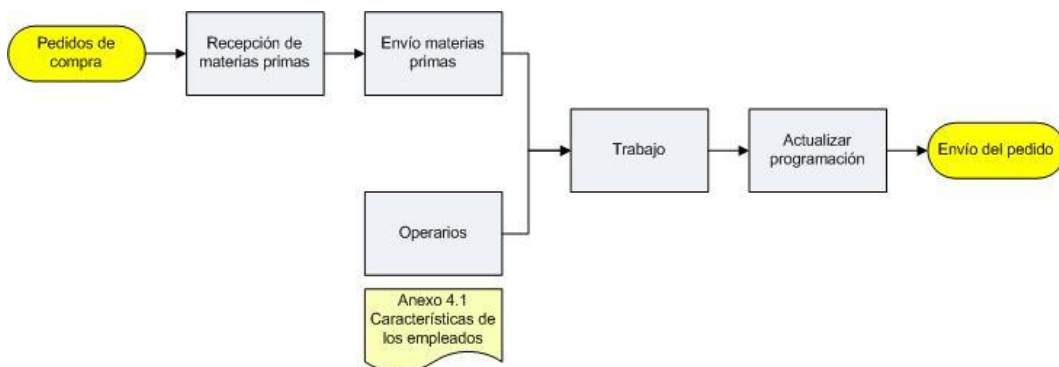 Pedidos de
compra
Recepción de
materias primas
Envío materias
primas
Trabajo
Actualizar
programación
Envío del pedido
Operarios
Anexo 4.1
Características de
los empleados